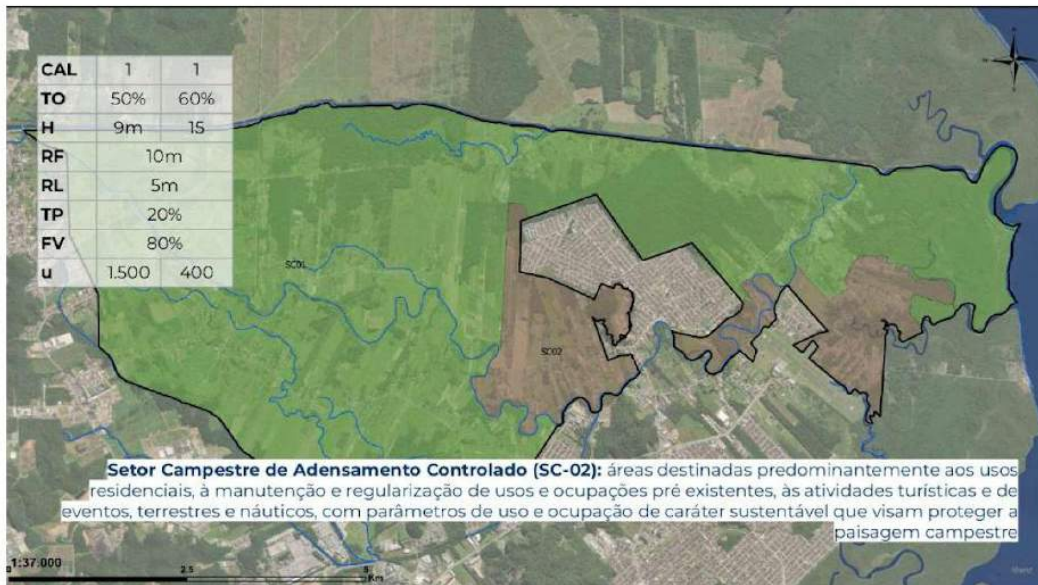 CAL 1 1
TO 50% 60%
H 9m 15
RF 10m
RL 5m
TP 20%
FV 80%
u 1.500 400
SC01
SC02
Setor Campestre de Adensamento Controlado (SC-02): áreas destinadas predominantemente aos usos
residenciais, à manutenção e regularização de usos e ocupações pré existentes, às atividades turísticas e de
eventos, terrestres e náuticos, com parâmetros de uso e ocupação de caráter sustentável que visam proteger a
paisagem campestre
1:37.000
0 2.5 5
Km